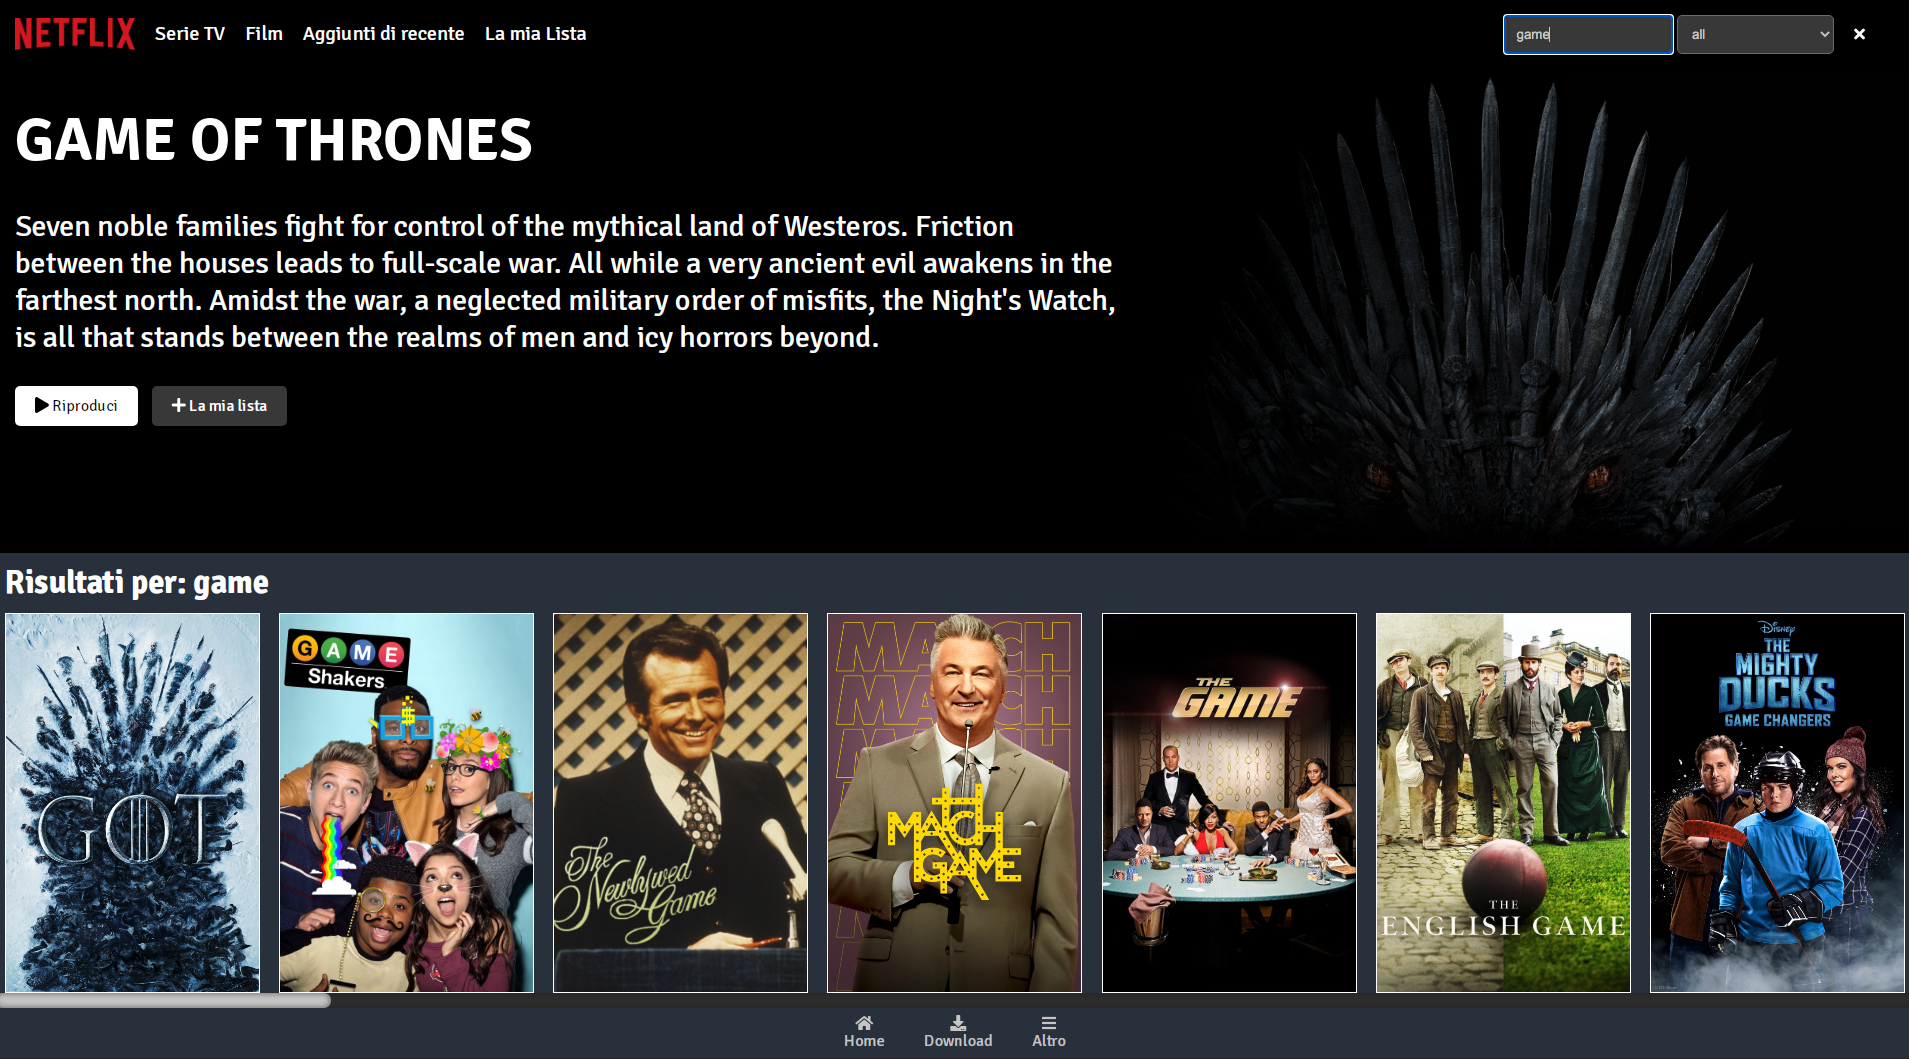 NETFLIX
Serie TV
Film
Aggiunti di recente
La mia Lista
game
all
GAME OF THRONES
Seven noble families fight for control of the mythical land of Westeros. Friction
between the houses leads to full-scale war. All while a very ancient evil awakens in the
farthest north. Amidst the war, a neglected military order of misfits, the Night's Watch,
is all that stands between the realms of men and icy horrors beyond.
Riproduci
La mia lista
Risultati per: game
GOT
GAME
Shakers
The
Newlywed
Game
MATCH
MATCH
MATCH
GAME
THE
GAME
THE
ENGLISH GAME
Disney
THE
MIGHTY
DUCKS
GAME CHANGERS
Home
Download
Altro